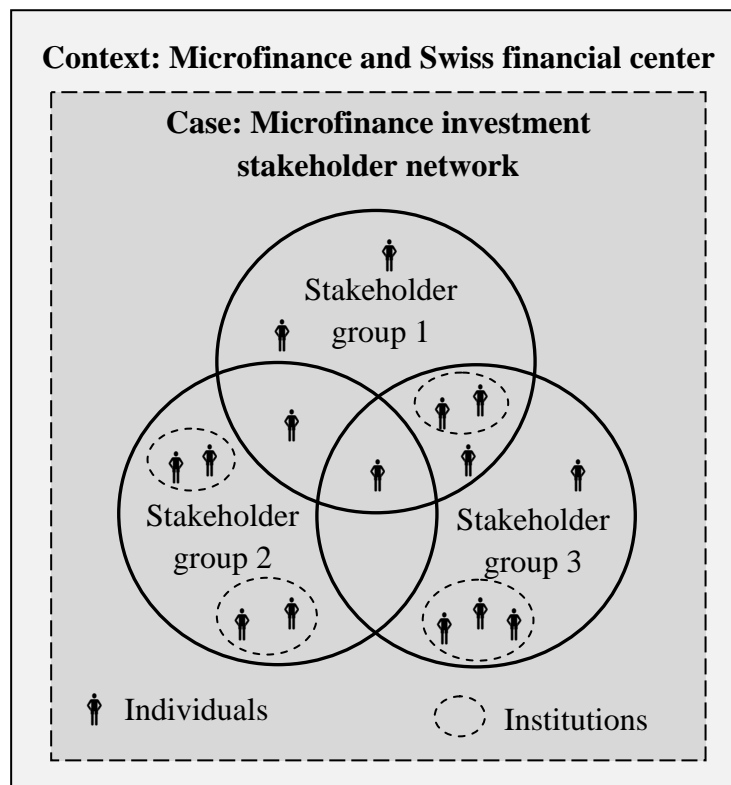 Context: Microfinance and Swiss financial center
Case: Microfinance investment
stakeholder network
Stakeholder
group 1
Stakeholder
group 2
Stakeholder
group 3
Individuals
Institutions